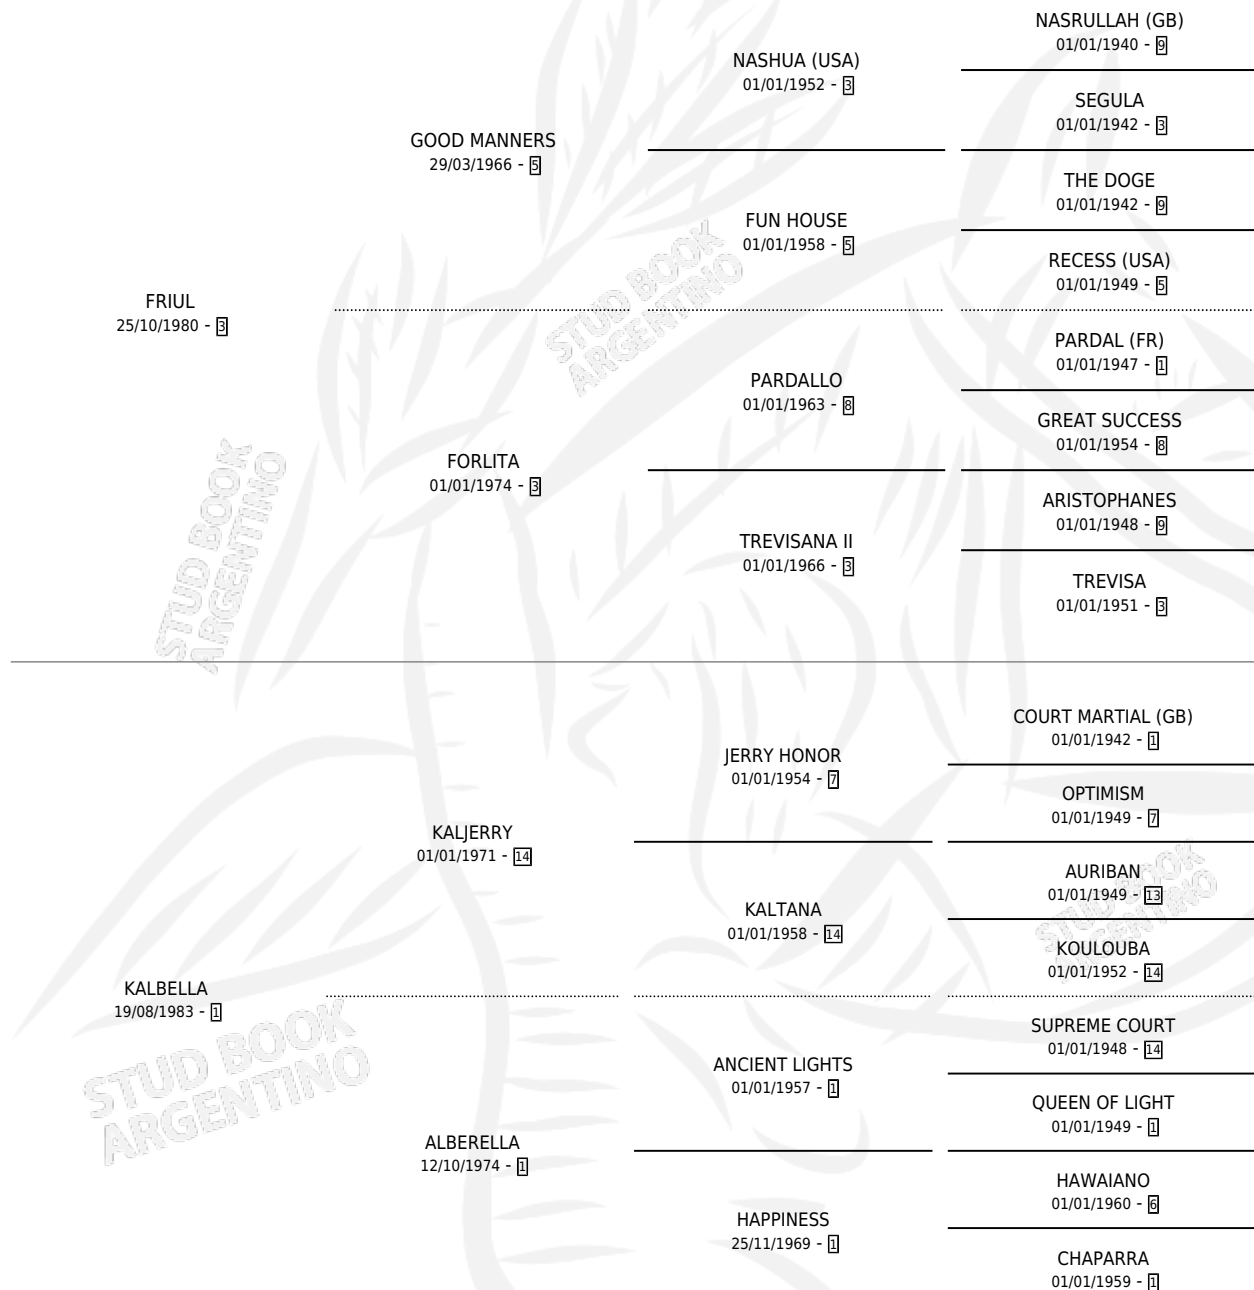 NASRULLAH (GB)
01/01/1940 - 9
NASHUA (USA)
01/01/1952 - 3
SEGULA
01/01/1942 - 3
GOOD MANNERS
29/03/1966 - 5
THE DOGE
01/01/1942 - 9
FUN HOUSE
01/01/1958 - 5
RECESS (USA)
01/01/1949 - 5
FRIUL
25/10/1980 - 3
PARDAL (FR)
01/01/1947 - 1
PARDALLO
01/01/1963 - 8
GREAT SUCCESS
01/01/1954 - 8
FORLITA
01/01/1974 - 3
ARISTOPHANES
01/01/1948 - 9
TREVISANA II
01/01/1966 - 3
TREVISA
01/01/1951 - 3
COURT MARTIAL (GB)
01/01/1942 - 1
JERRY HONOR
01/01/1954 - 7
OPTIMISM
01/01/1949 - 7
KALJERRY
01/01/1971 - 14
AURIBAN
01/01/1949 - 13
KALTANA
01/01/1958 - 14
KOULOUBA
01/01/1952 - 14
KALBELLA
19/08/1983 - 1
SUPREME COURT
01/01/1948 - 14
ANCIENT LIGHTS
01/01/1957 - 1
QUEEN OF LIGHT
01/01/1949 - 1
ALBERELLA
12/10/1974 - 1
HAWAIANO
01/01/1960 - 6
HAPPINESS
25/11/1969 - 1
CHAPARRA
01/01/1959 - 1
STUD BOOK
ARGENTINO
STUD BOOK
ARGENTINO
STUD BOOK
ARGENTINO
STUD BOOK
ARGENTINO